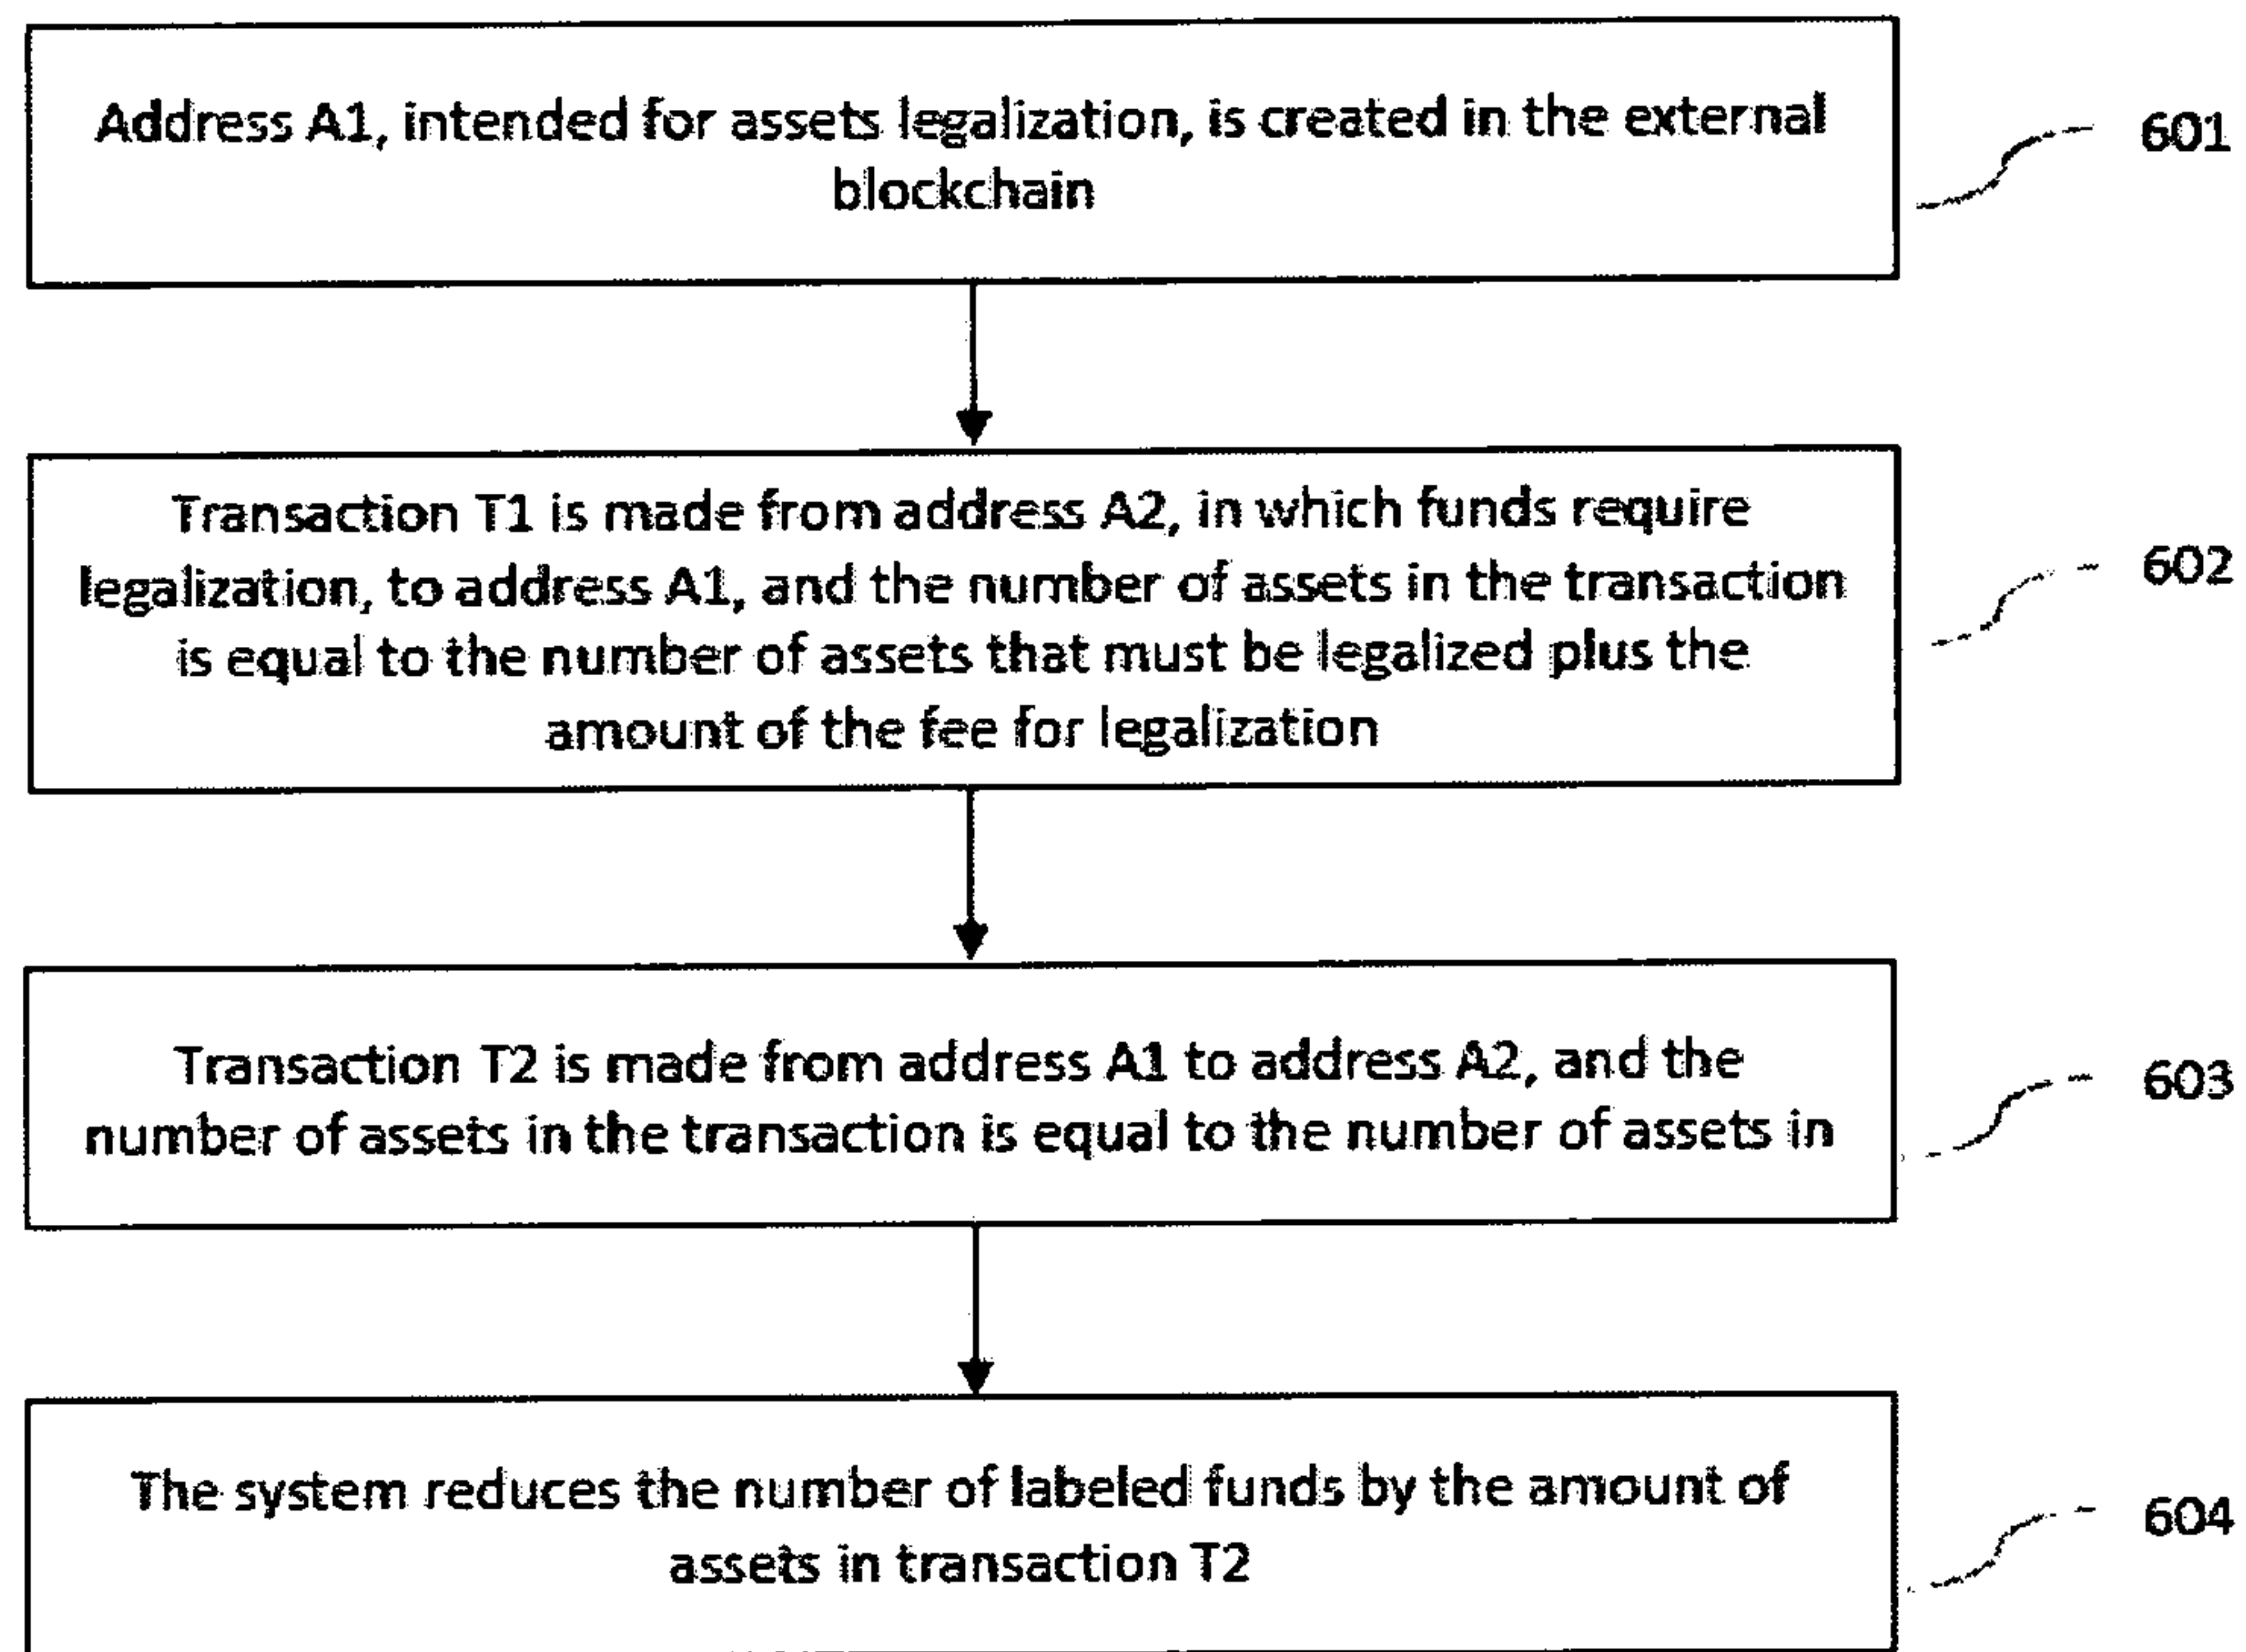 Address A1, intended for assets legalization, is created in the external
blockchain
601
Transaction T1 is made from address A2, in which funds require
legalization, to address A1, and the number of assets in the transaction
is equal to the number of assets that must be legalized plus the
amount of the fee for legalization
602
Transaction T2 is made from address A1 to address A2, and the
number of assets in the transaction is equal to the number of assets in
603
The system reduces the number of labeled funds by the amount of
assets in transaction T2
604